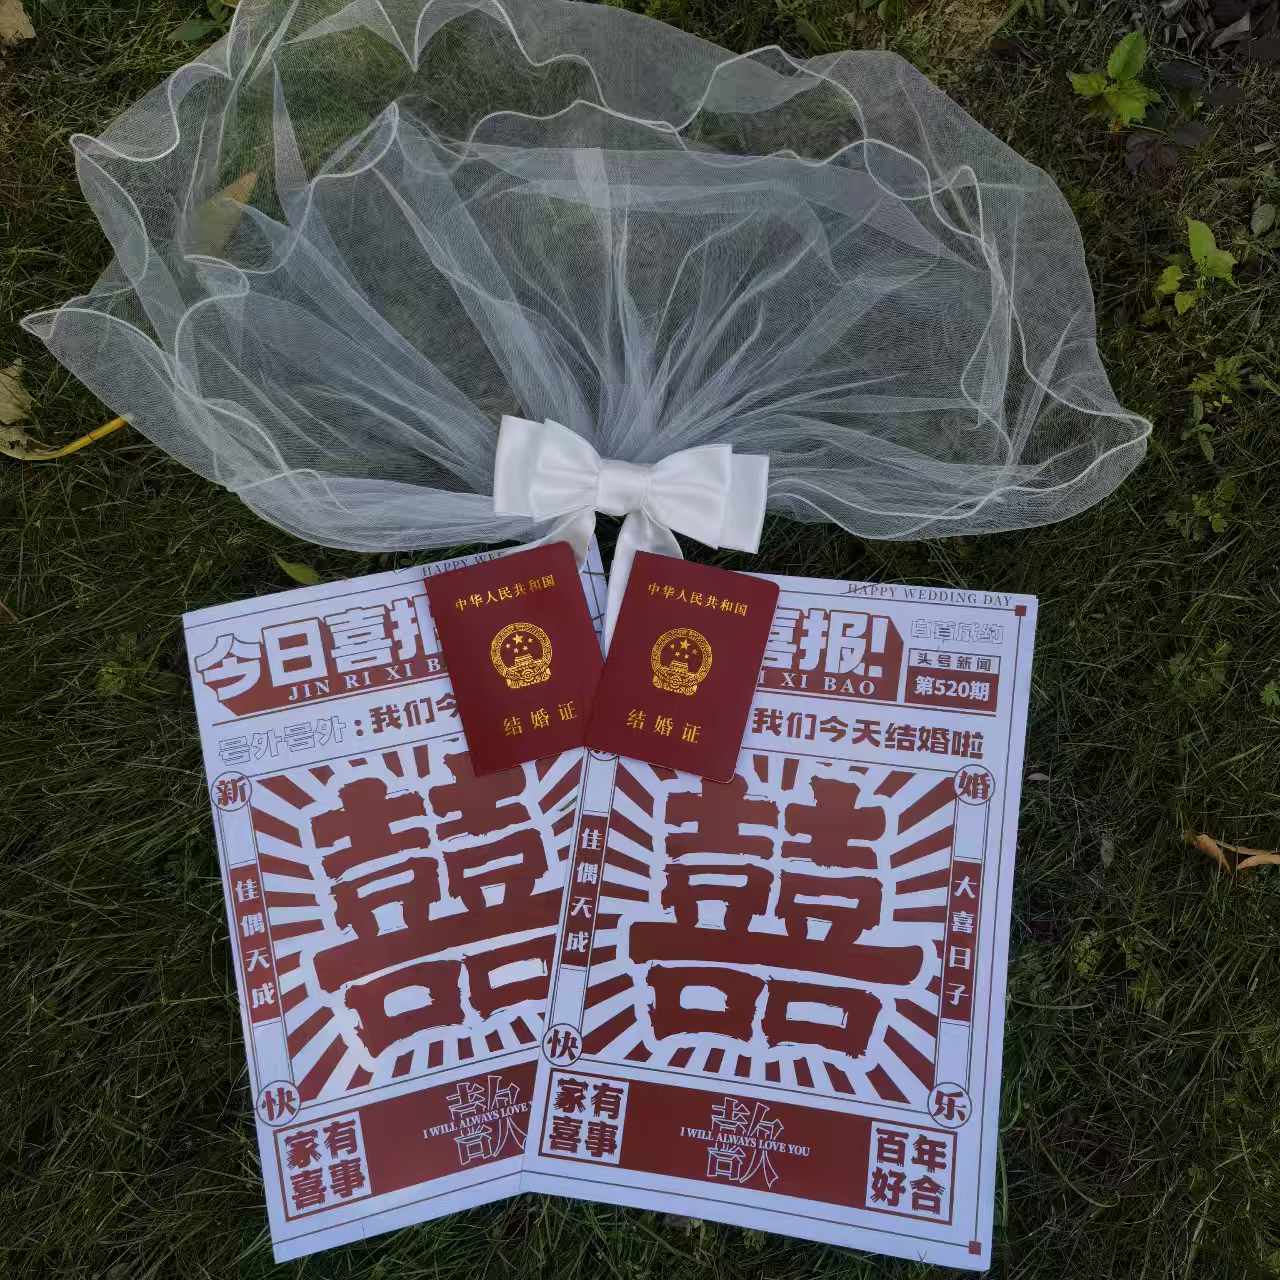 HAPPY WE
今日喜报
JIN RI XI BA
号外号外：我们今
新
佳偶天成
囍
快
家有
喜事
I WILL ALWAYS LOVE Y
中华人民共和国
结婚证
中华人民共和国
结婚证
HAPPY WEDDING DAY
喜报!
I XI BAO
头号新闻
第520期
我们今天结婚啦
婚
佳偶天成
囍
大喜日子
快
乐
家有
喜事
I WILL ALWAYS LOVE YOU
百年
好合